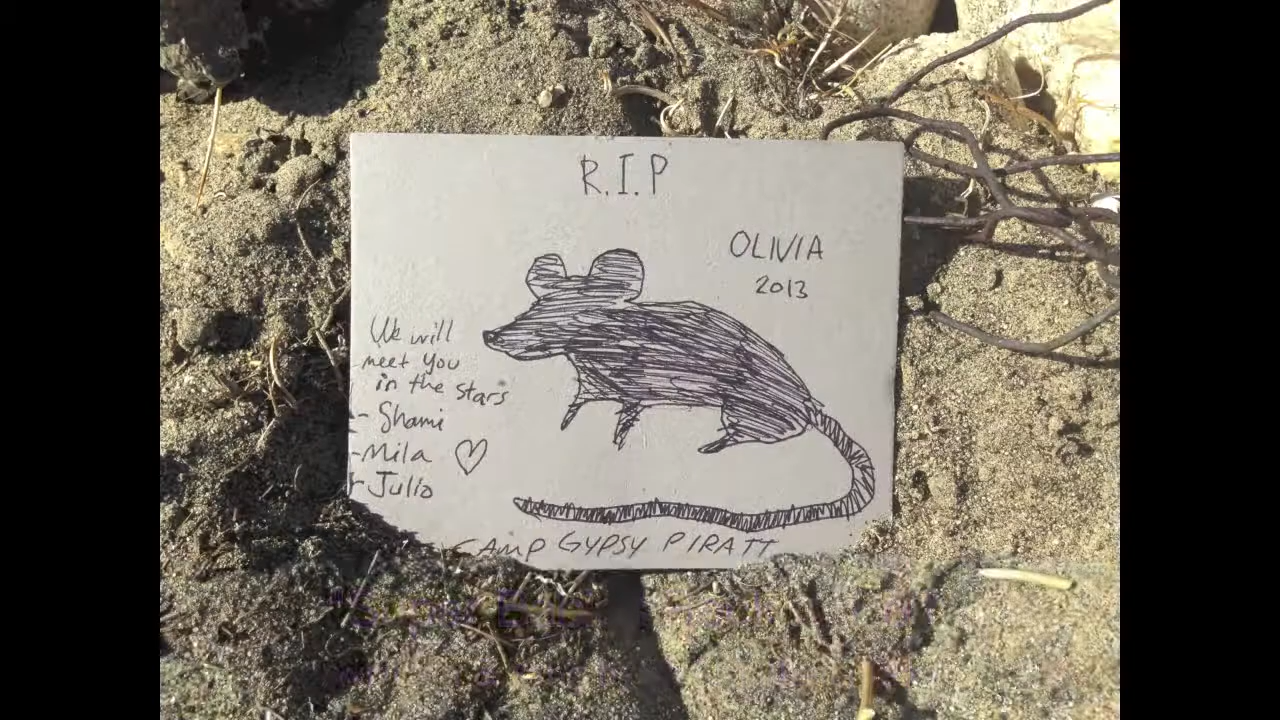 R.I.P
OLIVIA
2013
We will
meet you
in the stars
- Shami
- Mila
- Julio
CAMP GYPSY PIRATT